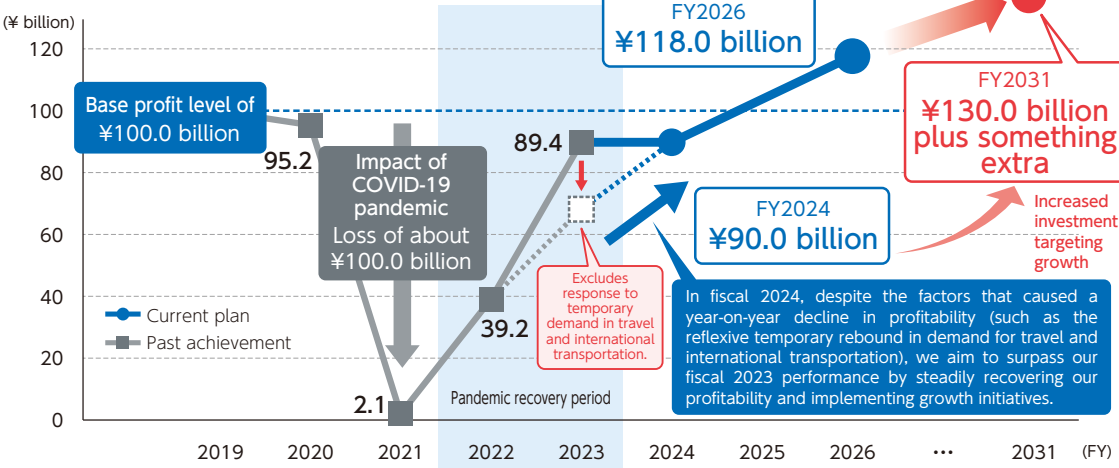 (¥ billion)
120
100
80
60
40
20
0
Base profit level of
¥100.0 billion
95.2
Impact of
COVID-19
pandemic
Loss of about
¥100.0 billion
2.1
39.2
89.4
Pandemic recovery period
Excludes
response to
temporary
demand in travel
and international
transportation.
Current plan
Past achievement
FY2026
¥118.0 billion
FY2024
¥90.0 billion
FY2031
¥130.0 billion
plus something
extra
Increased
investment
targeting
growth
In fiscal 2024, despite the factors that caused a
year-on-year decline in profitability (such as the
reflexive temporary rebound in demand for travel and
international transportation), we aim to surpass our
fiscal 2023 performance by steadily recovering our
profitability and implementing growth initiatives.
2019 2020 2021 2022 2023 2024 2025 2026 ... 2031 (FY)